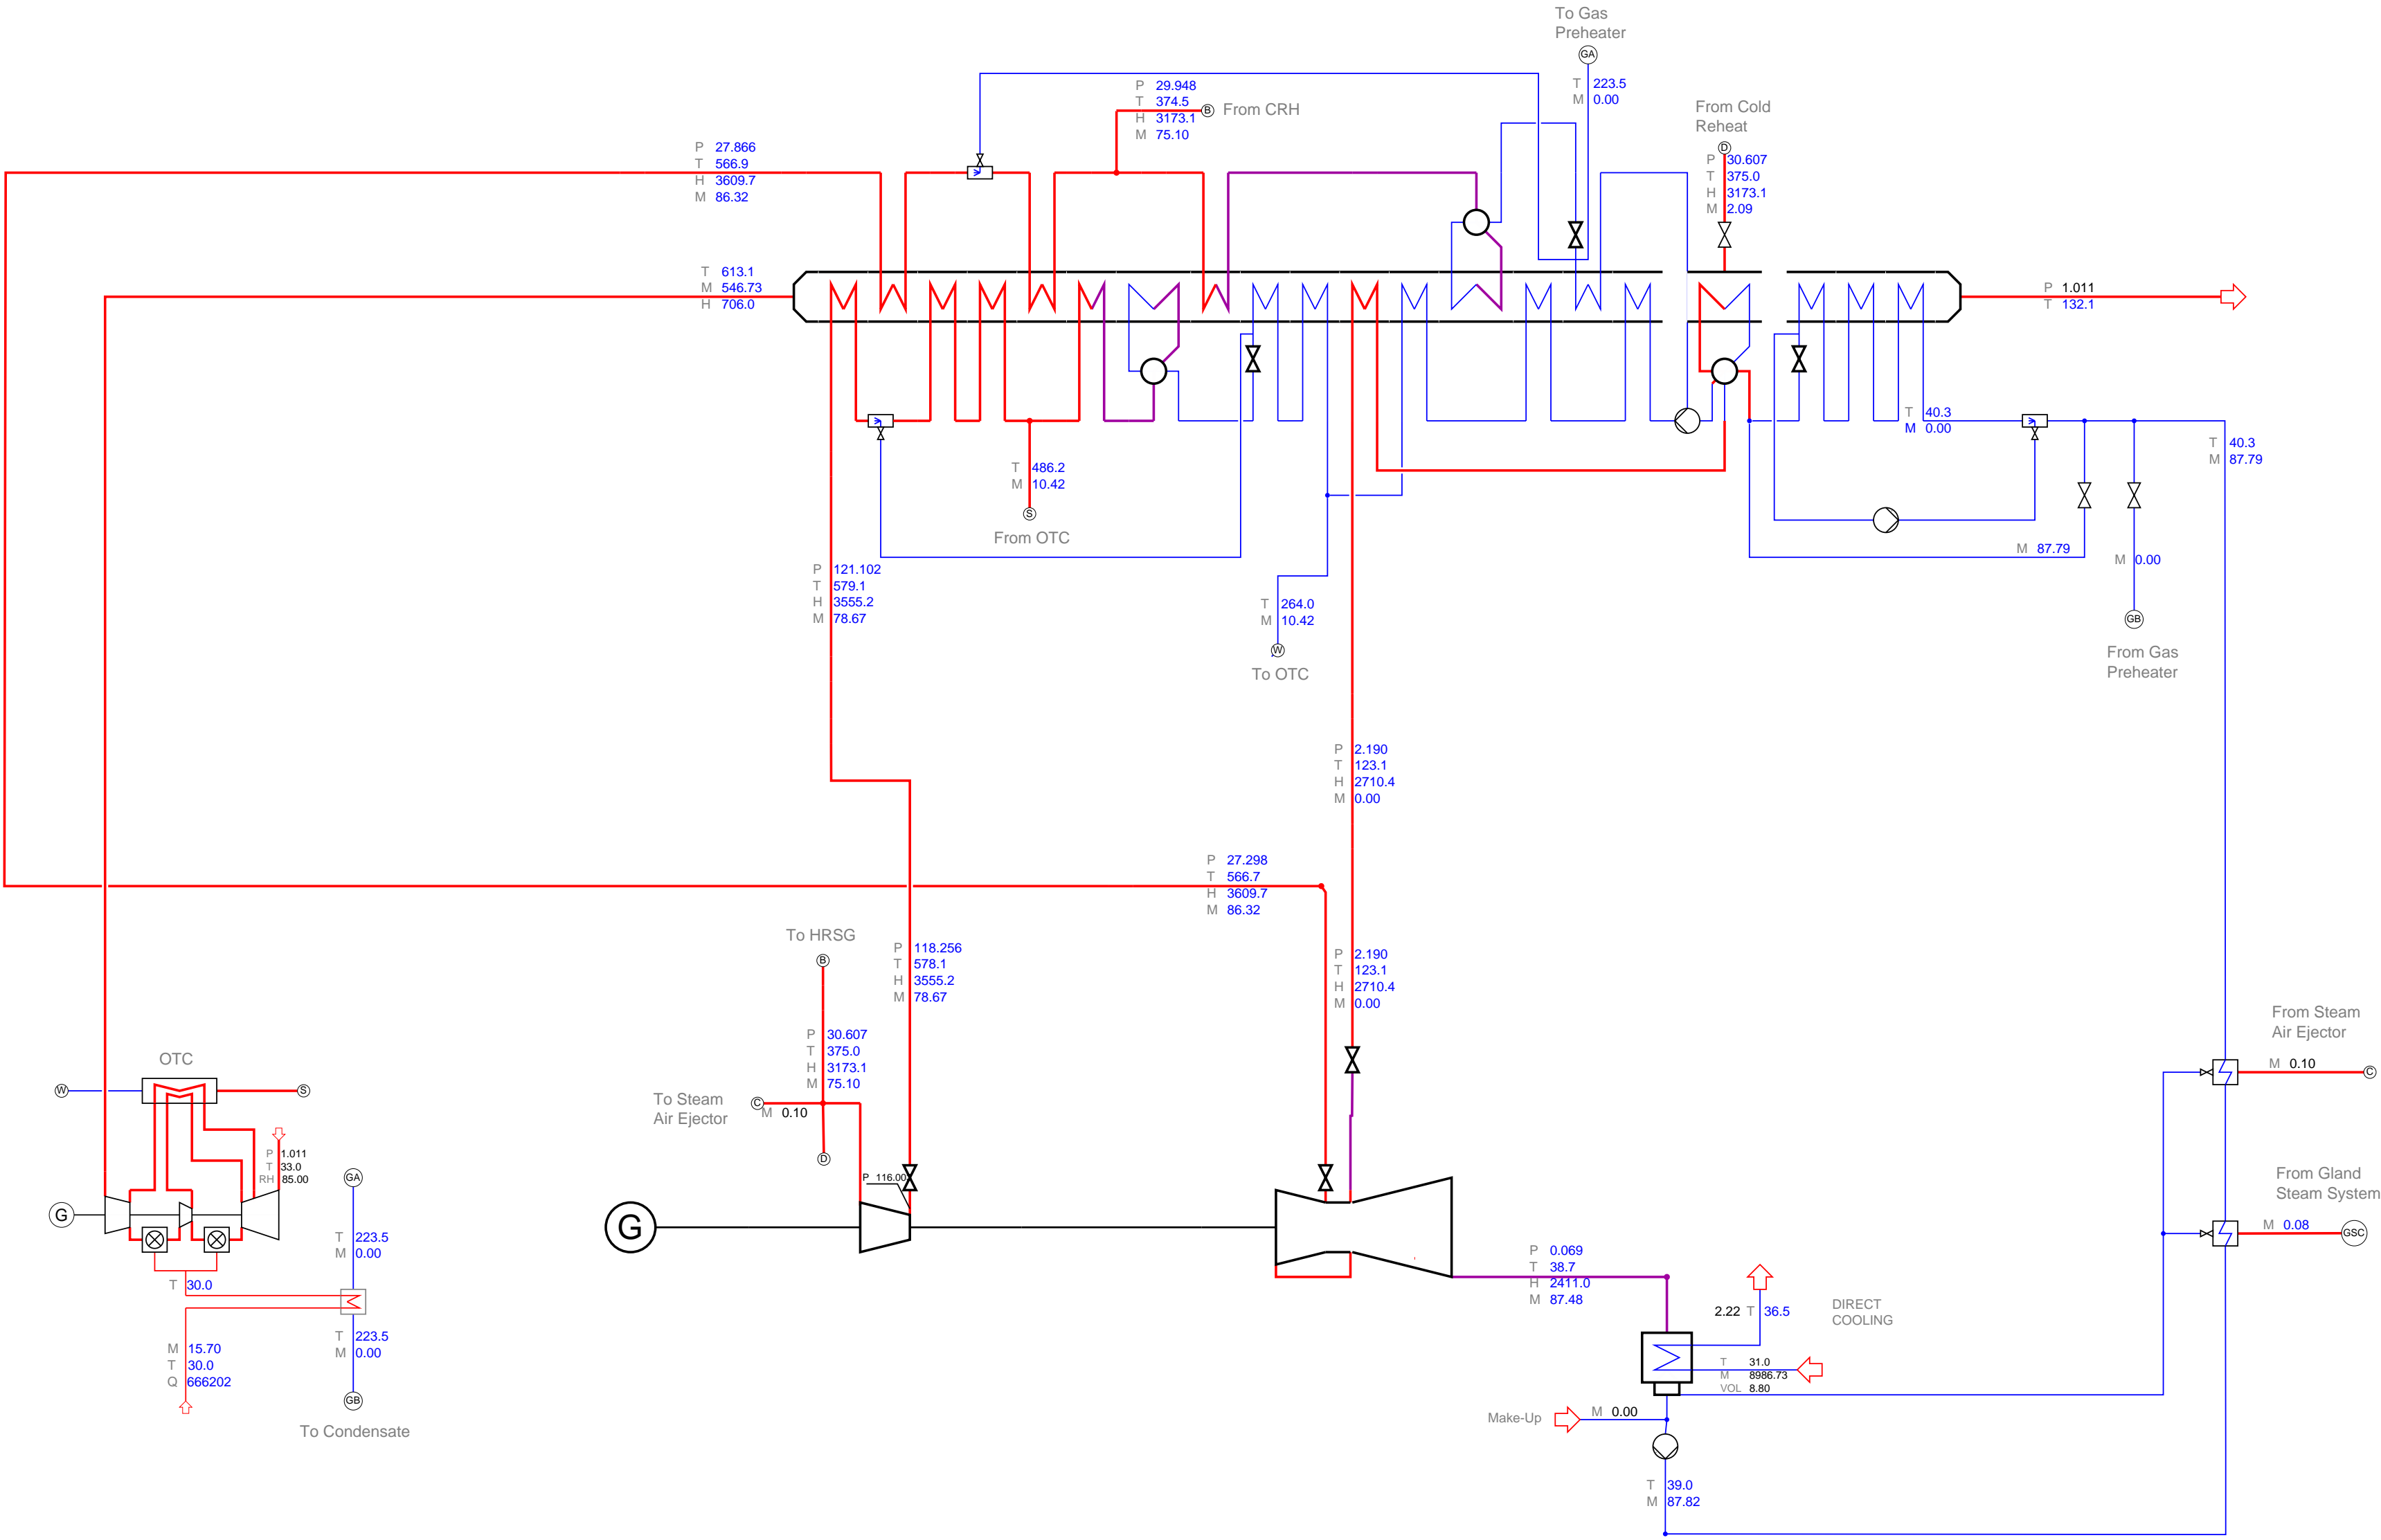 To Gas
Preheater
GA
T 223.5
M 0.00
P 29.948
T 374.5
H 3173.1
M 75.10
B From CRH
From Cold
Reheat
D
P 30.607
T 375.0
H 3173.1
M 2.09
P 27.866
T 566.9
H 3609.7
M 86.32
T 613.1
M 546.73
H 706.0
P 1.011
T 132.1
T 40.3
M 0.00
T 40.3
M 87.79
T 486.2
M 10.42
S
From OTC
M 87.79
M 0.00
GB
From Gas
Preheater
P 121.102
T 579.1
H 3555.2
M 78.67
T 264.0
M 10.42
W
To OTC
P 2.190
T 123.1
H 2710.4
M 0.00
P 27.298
T 566.7
H 3609.7
M 86.32
To HRSG
B
P 118.256
T 578.1
H 3555.2
M 78.67
P 2.190
T 123.1
H 2710.4
M 0.00
P 30.607
T 375.0
H 3173.1
M 75.10
To Steam
Air Ejector
C
M 0.10
D
From Steam
Air Ejector
M 0.10
C
OTC
W
S
P 1.011
T 33.0
RH 85.00
GA
G
T 223.5
M 0.00
T 30.0
T 223.5
M 0.00
M 15.70
T 30.0
Q 666202
GB
To Condensate
P 116.00
G
From Gland
Steam System
M 0.08
GSC
P 0.069
T 38.7
H 2411.0
M 87.48
2.22 T 36.5
DIRECT
COOLING
T 31.0
M 8986.73
VOL 8.80
Make-Up
M 0.00
T 39.0
M 87.82